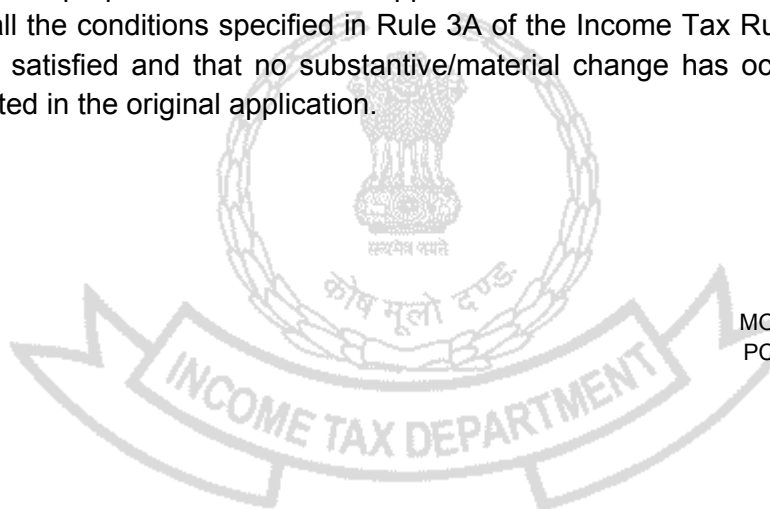 all the conditions specified in Rule 3A of the Income Tax Ru
satisfied and that no substantive/material change has oc
ted in the original application.
सत्यमेव जयते
कोष मूलो दण्डः
MC
PC
INCOME TAX DEPARTMENT